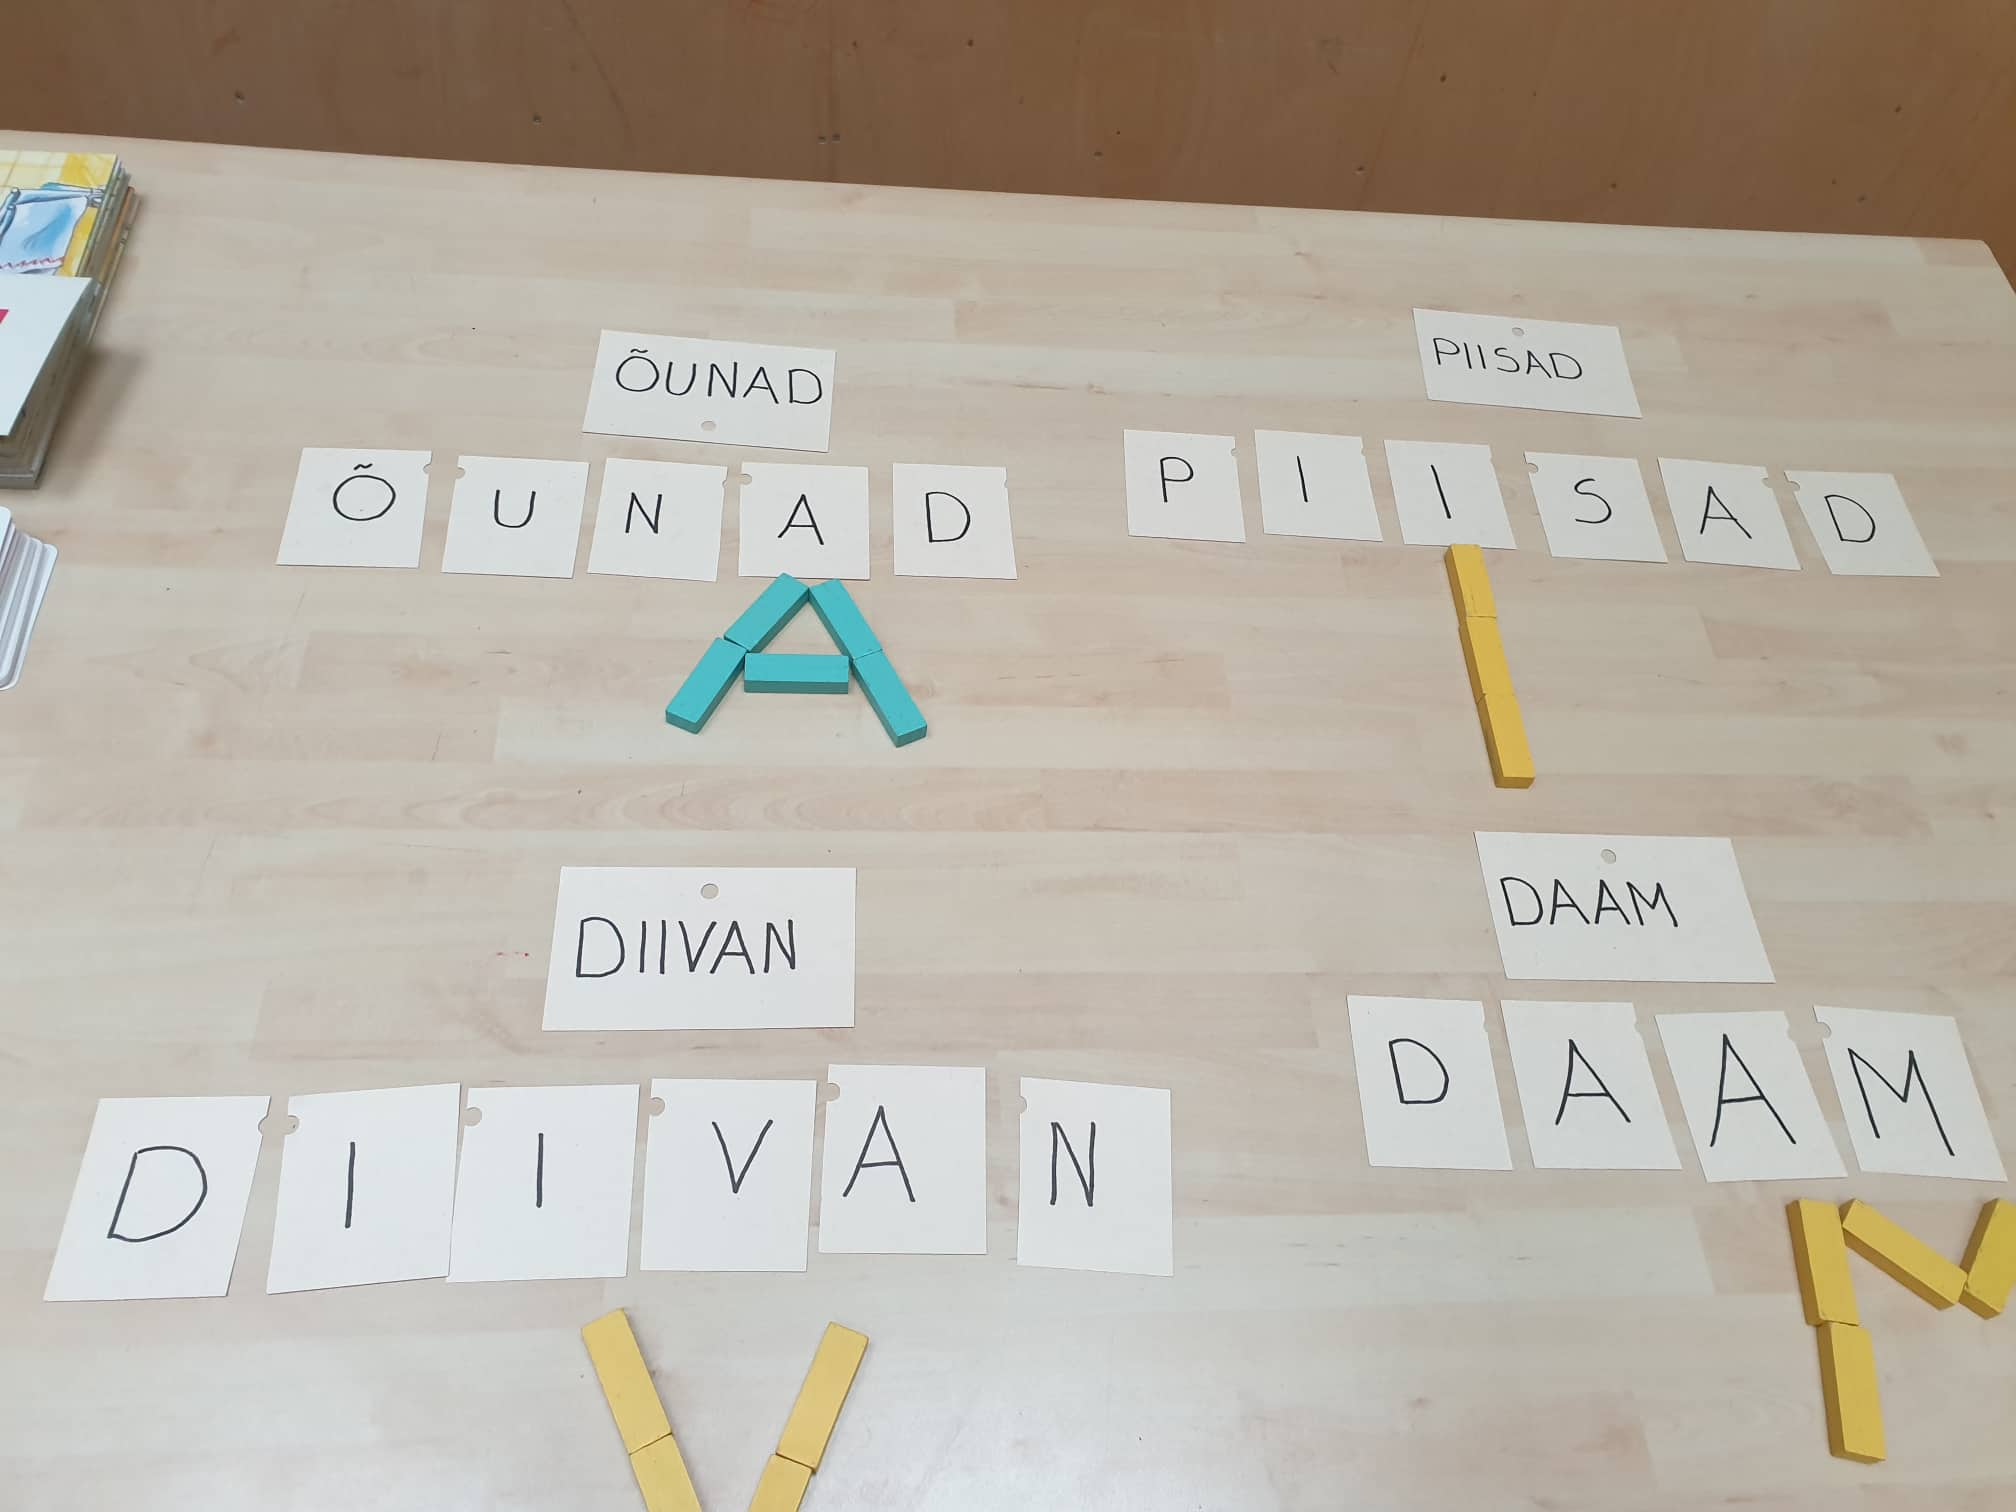 ÕUNAD
Õ U N A D
A
PIISAD
P I I S A D
I
DIIVAN
D I I V A N
V
DAAM
D A A M
M